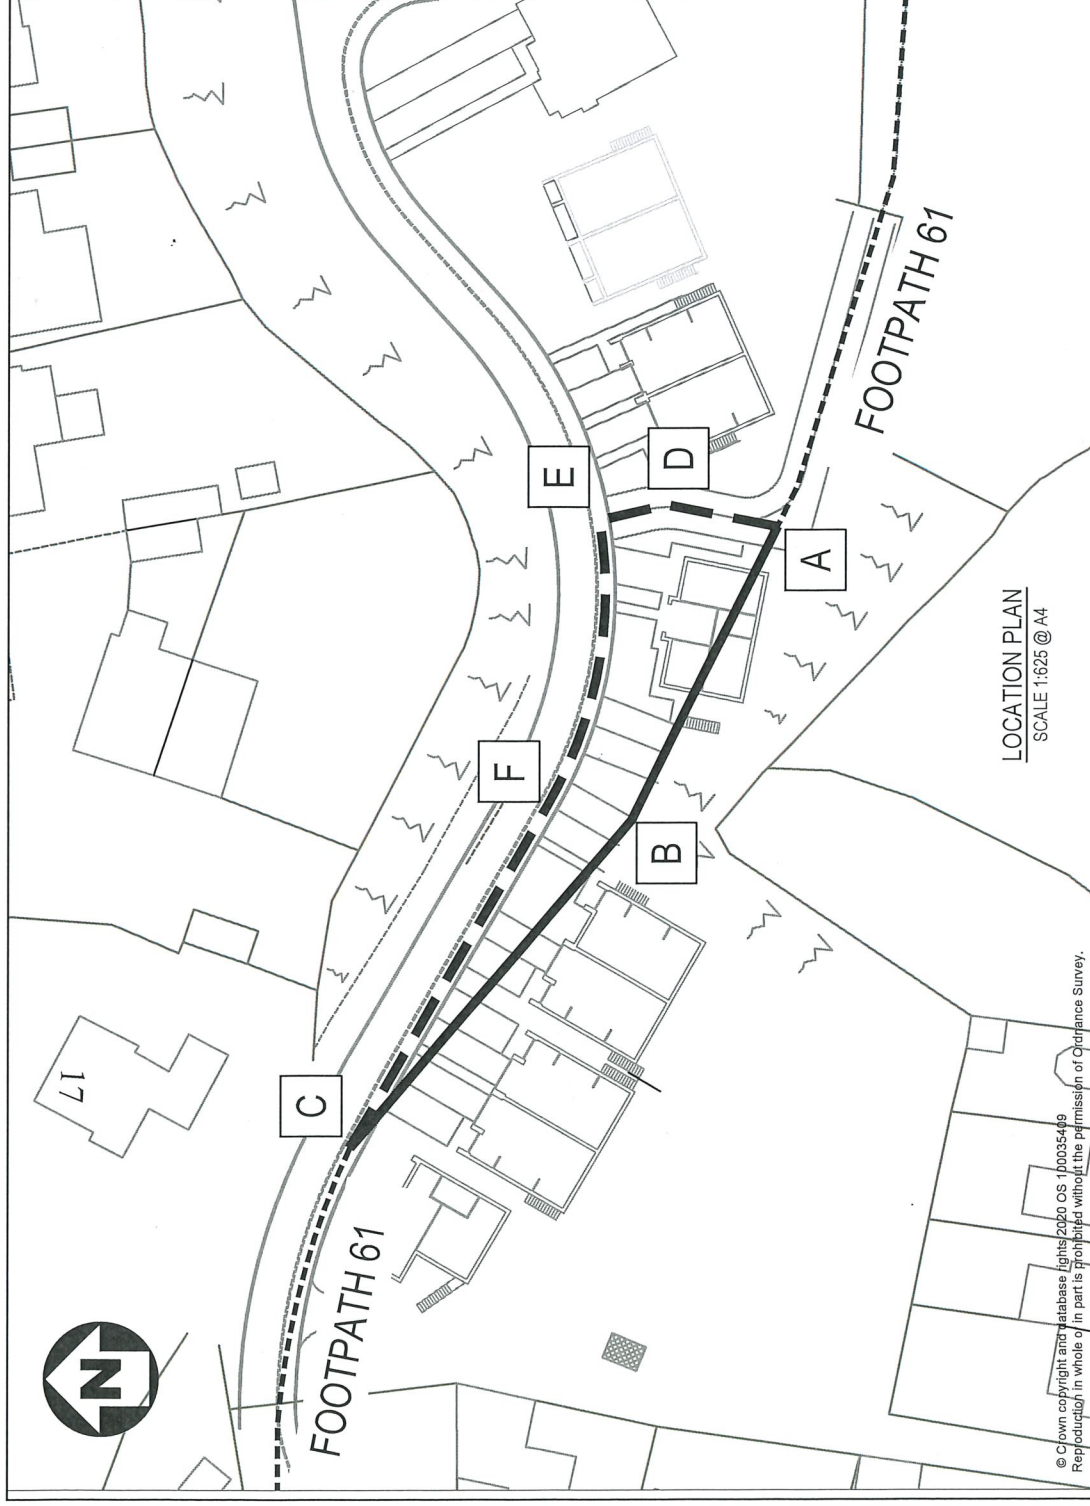 17
N
C
F
E
D
A
B
FOOTPATH 61
FOOTPATH 61
LOCATION PLAN
SCALE 1:625 @ A4
© Crown copyright and database rights 2020 OS 100035409
Reproduction in whole or in part is prohibited without the permission of Ordnance Survey.